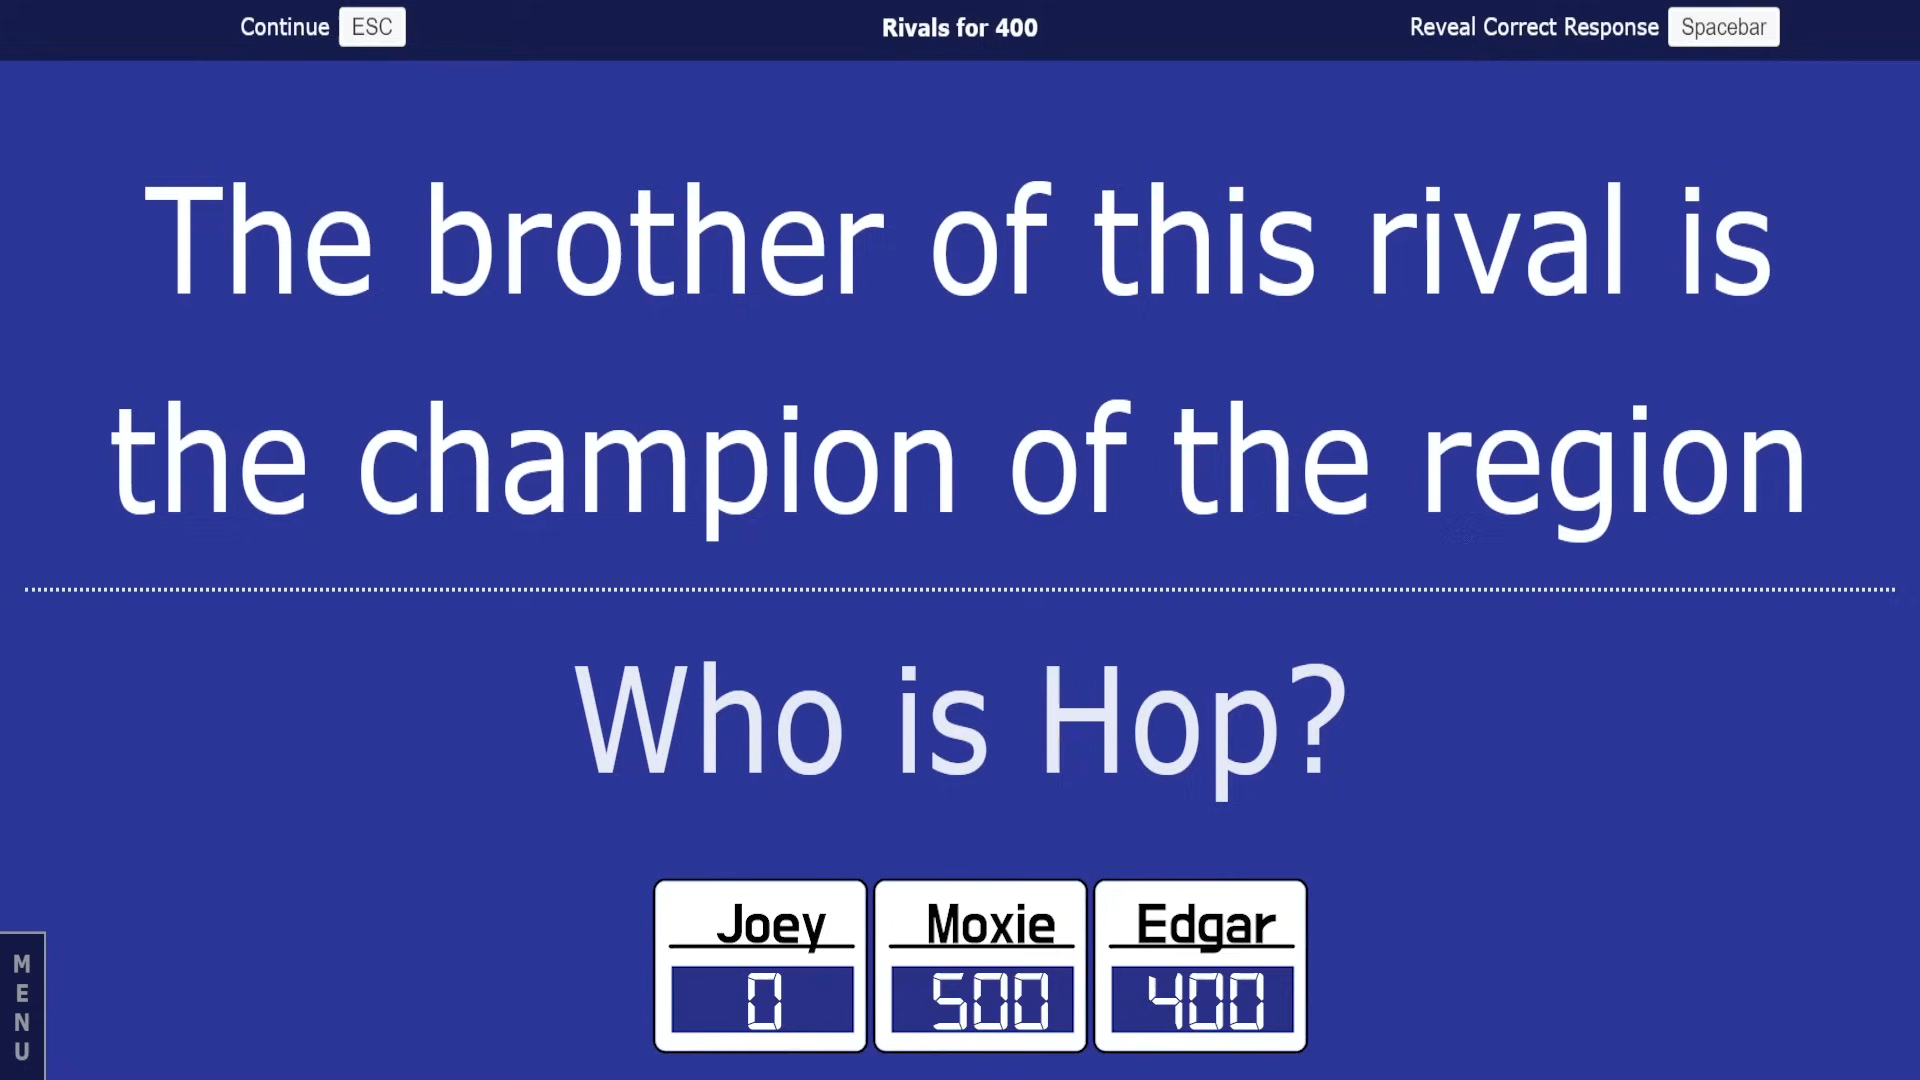 Continue ESC
Rivals for 400
Reveal Correct Response Spacebar
The brother of this rival is
the champion of the region
Who is Hop?
Joey
0
Moxie
500
Edgar
400
MENU